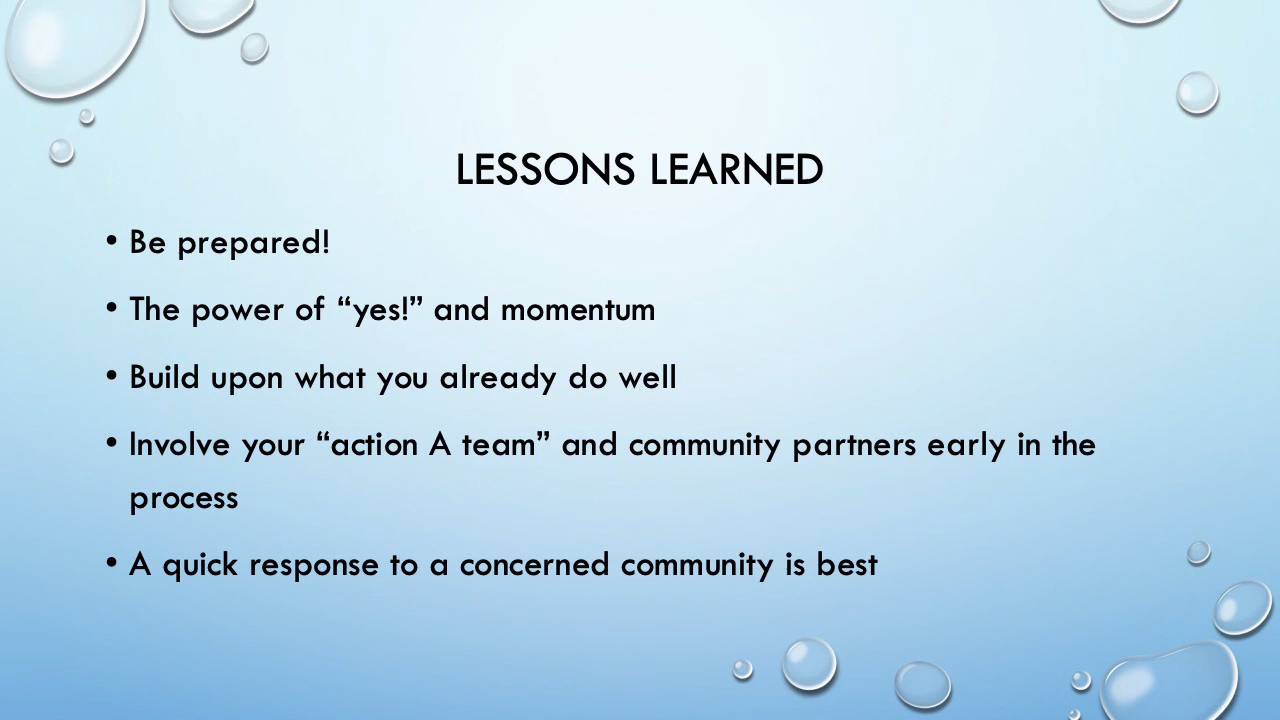 LESSONS LEARNED
• Be prepared!
• The power of “yes!” and momentum
• Build upon what you already do well
• Involve your “action A team” and community partners early in the
process
• A quick response to a concerned community is best